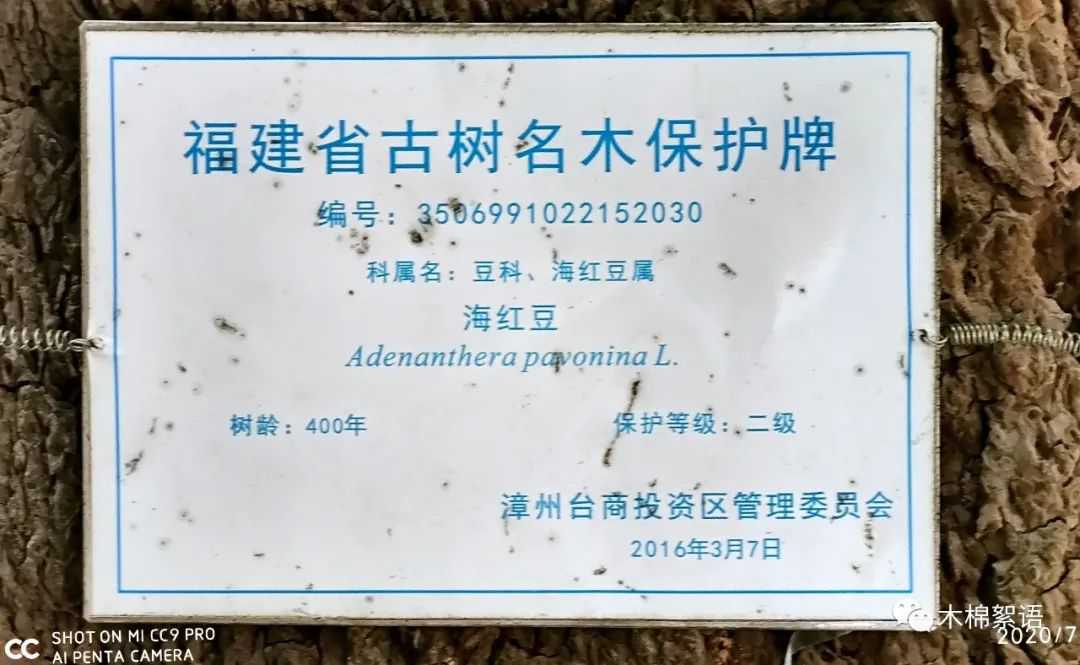 福建省古树名木保护牌
编号：3506991022152030
科属名：豆科、海红豆属
海红豆
Adenanthera pavonina L.
树龄：400年
保护等级：二级
漳州台商投资区管理委员会
2016年3月7日
木棉絮语
2020/7
SHOT ON MI CC9 PRO
AI PENTA CAMERA